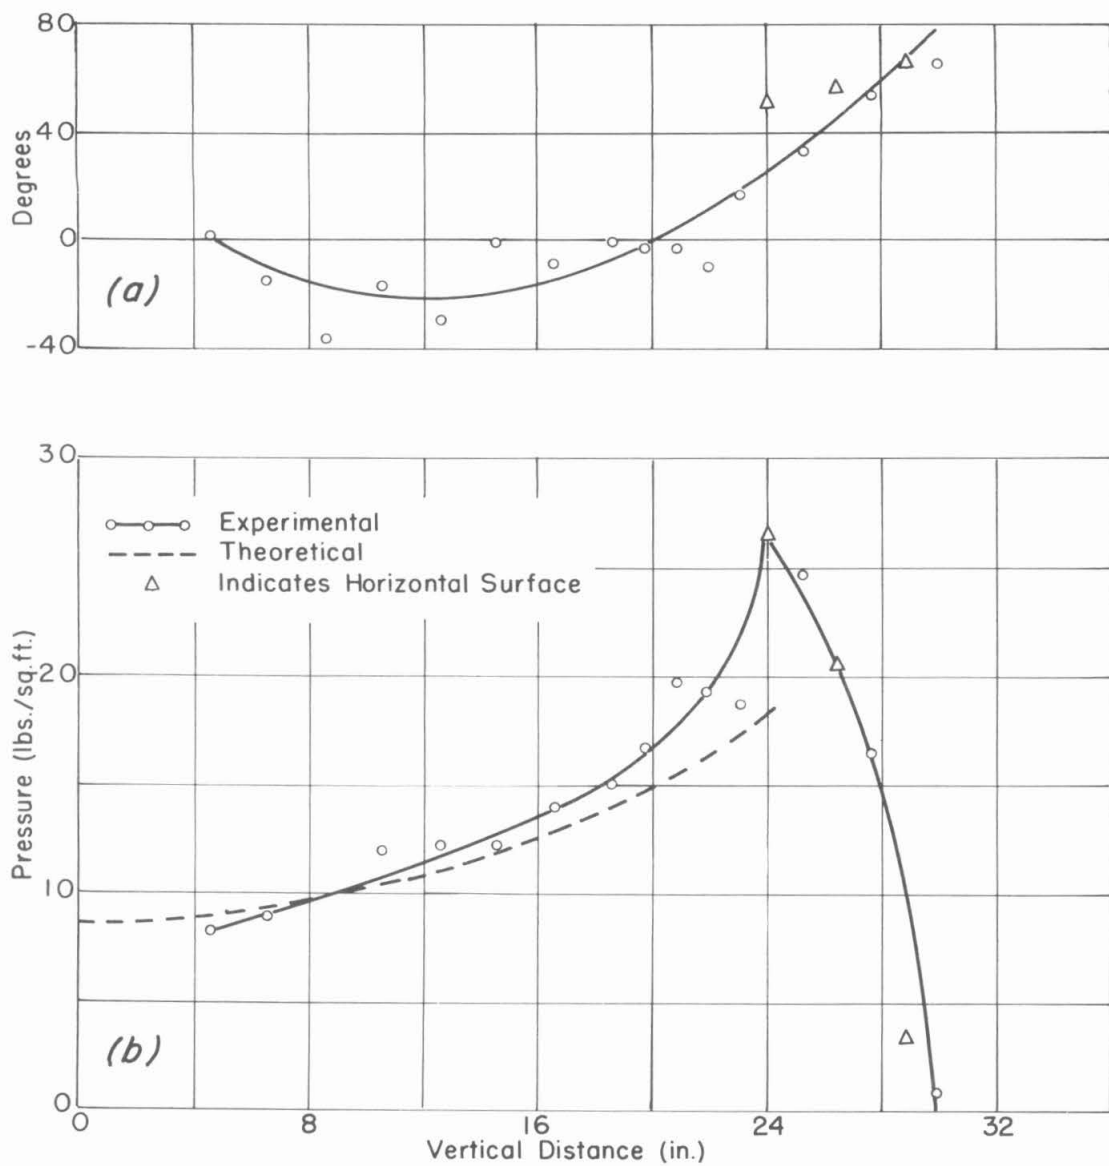 80
40
0
-40
Degrees
(a)
30
20
10
0
Pressure (lbs./sq.ft.)
Experimental
Theoretical
Indicates Horizontal Surface
(b)
0 8 16 24 32
Vertical Distance (in.)